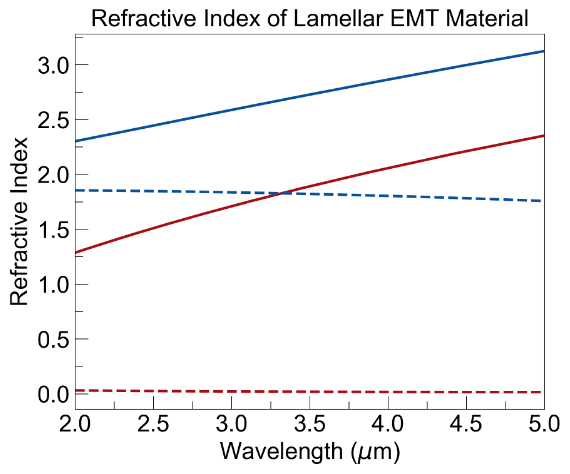 Refractive Index of Lamellar EMT Material
Refractive Index
3.0
2.5
2.0
1.5
1.0
0.5
0.0
2.0 2.5 3.0 3.5 4.0 4.5 5.0
Wavelength (μm)